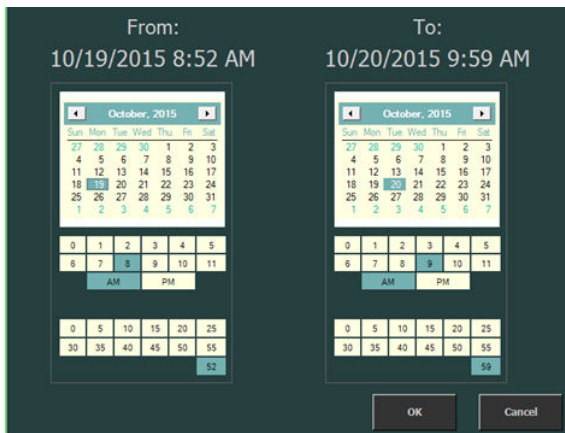 From:
10/19/2015 8:52 AM
October, 2015
Sun Mon Tue Wed Thu Fri Sat
27 28 29 30 1 2 3
4 5 6 7 8 9 10
11 12 13 14 15 16 17
18 19 20 21 22 23 24
25 26 27 28 29 30 31
1 2 3 4 5 6 7
0 1 2 3 4 5
6 7 8 9 10 11
AM PM
0 5 10 15 20 25
30 35 40 45 50 55
52
To:
10/20/2015 9:59 AM
October, 2015
Sun Mon Tue Wed Thu Fri Sat
27 28 29 30 1 2 3
4 5 6 7 8 9 10
11 12 13 14 15 16 17
18 19 20 21 22 23 24
25 26 27 28 29 30 31
1 2 3 4 5 6 7
0 1 2 3 4 5
6 7 8 9 10 11
AM PM
0 5 10 15 20 25
30 35 40 45 50 55
59
OK Cancel